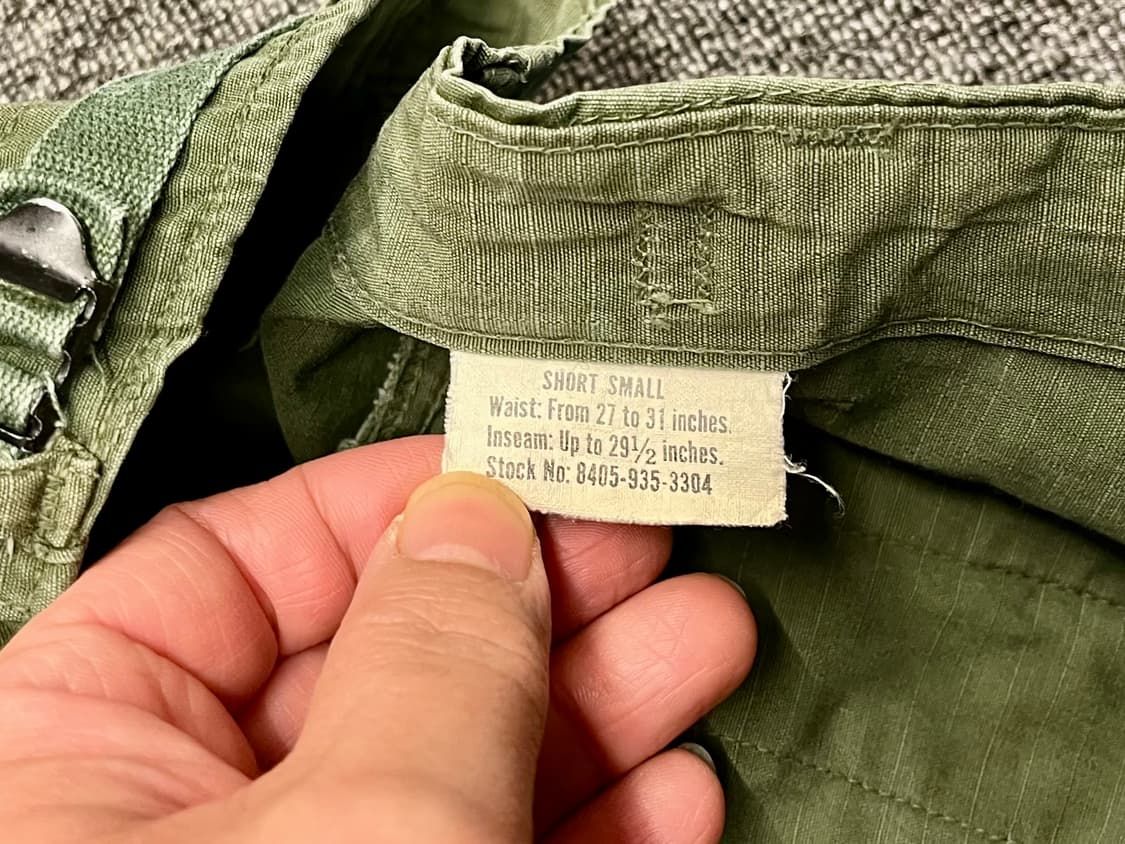 SHORT SMALL
Waist: From 27 to 31 inches.
Inseam: Up to 29½ inches.
Stock No: 8405-935-3304